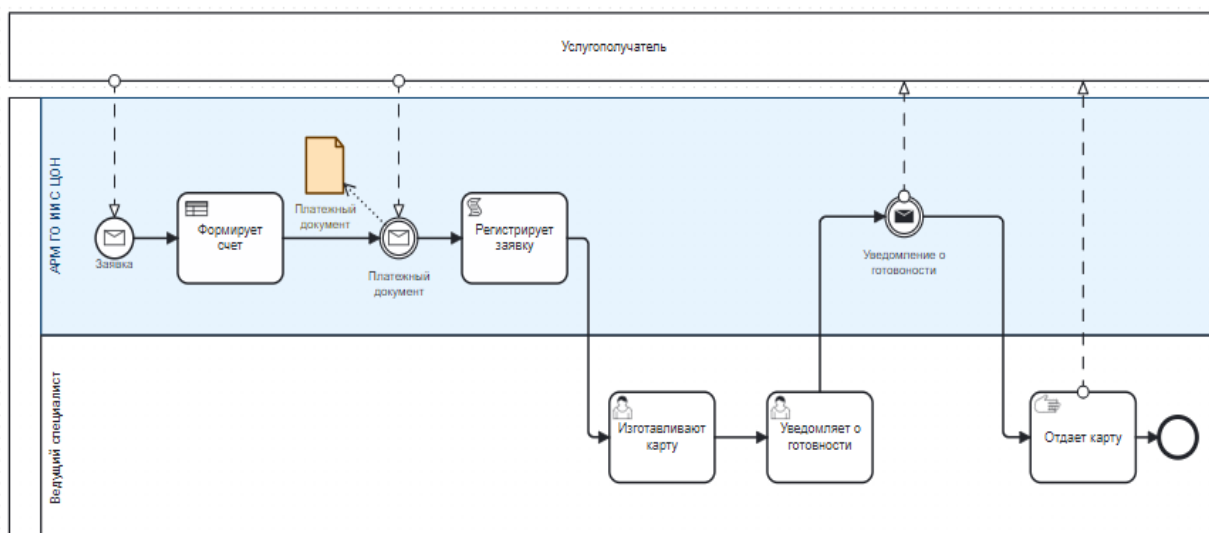 Услугополучатель
АРМ ГО ИИС ЦОН
Заявка
Формирует
счет
Платежный
документ
Платежный
документ
Регистрирует
заявку
Уведомление о
готовоности
Ведущий специалист
Изготавливают
карту
Уведомляет о
готовности
Отдает карту